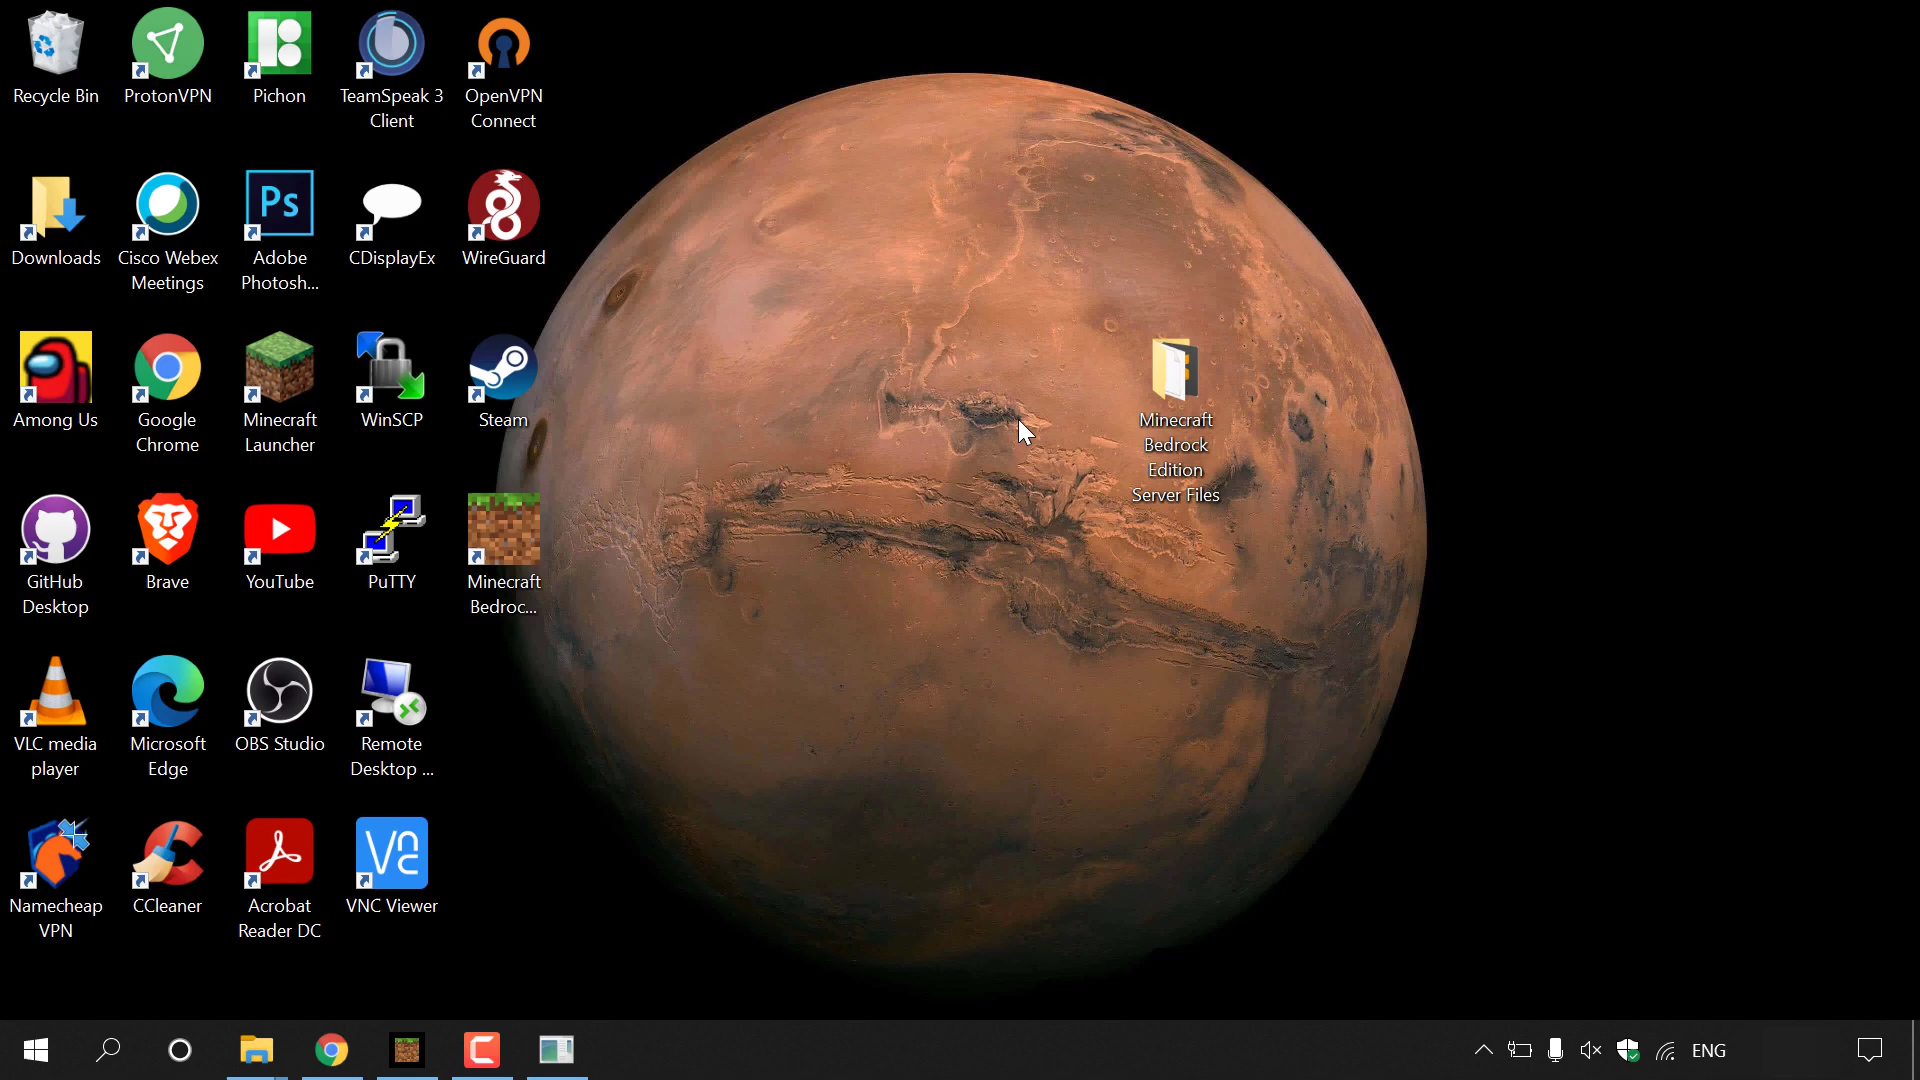 Recycle Bin
ProtonVPN
Pichon
TeamSpeak 3
Client
OpenVPN
Connect
Downloads
Cisco Webex
Meetings
Ps
Adobe
Photosh...
CDisplayEx
WireGuard
Among Us
Google
Chrome
Minecraft
Launcher
WinSCP
Steam
Minecraft
Bedrock
Edition
Server Files
GitHub
Desktop
Brave
YouTube
PuTTY
Minecraft
Bedroc...
VLC media
player
Microsoft
Edge
OBS Studio
Remote
Desktop ...
Namecheap
VPN
CCleaner
Acrobat
Reader DC
VNC Viewer
ENG